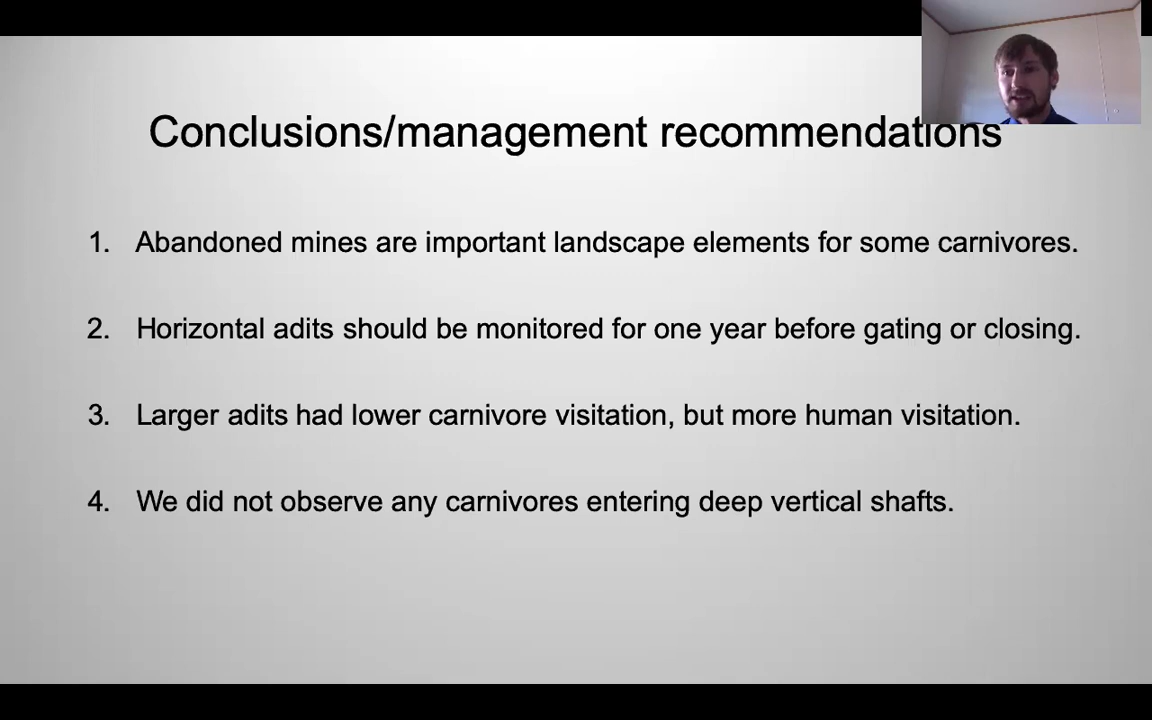 Conclusions/management recommendations
1. Abandoned mines are important landscape elements for some carnivores.
2. Horizontal adits should be monitored for one year before gating or closing.
3. Larger adits had lower carnivore visitation, but more human visitation.
4. We did not observe any carnivores entering deep vertical shafts.